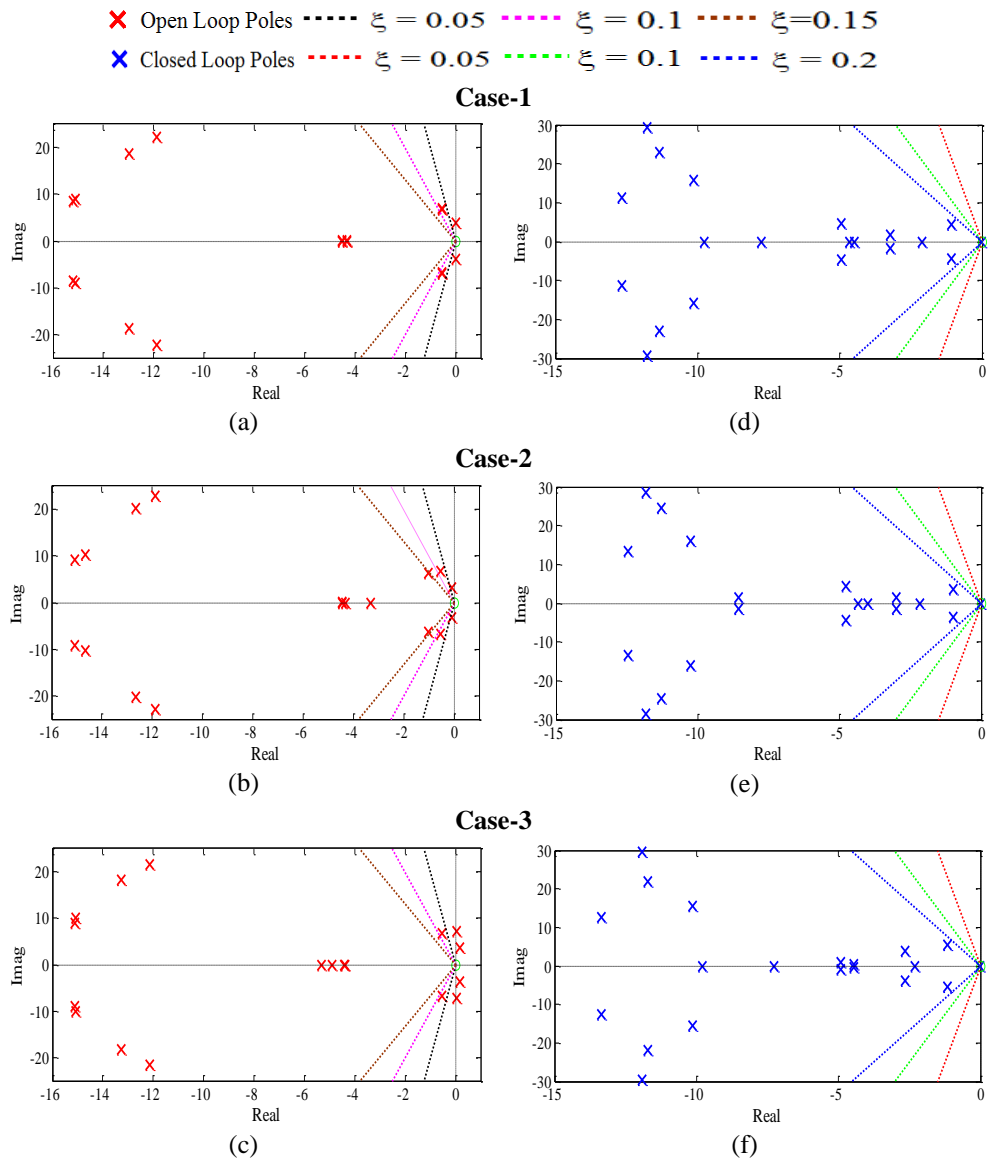 Open Loop Poles ξ = 0.05 ξ = 0.1 ξ=0.15
Closed Loop Poles ξ = 0.05 ξ = 0.1 ξ = 0.2
Case-1
20
10
0
-10
-20
Imag
-16 -14 -12 -10 -8 -6 -4 -2 0
Real
(a)
30
20
10
0
-10
-20
-30
Imag
-15 -10 -5 0
Real
(d)
Case-2
20
10
0
-10
-20
Imag
-16 -14 -12 -10 -8 -6 -4 -2 0
Real
(b)
30
20
10
0
-10
-20
-30
Imag
-15 -10 -5 0
Real
(e)
Case-3
20
10
0
-10
-20
Imag
-16 -14 -12 -10 -8 -6 -4 -2 0
Real
(c)
30
20
10
0
-10
-20
-30
Imag
-15 -10 -5 0
Real
(f)